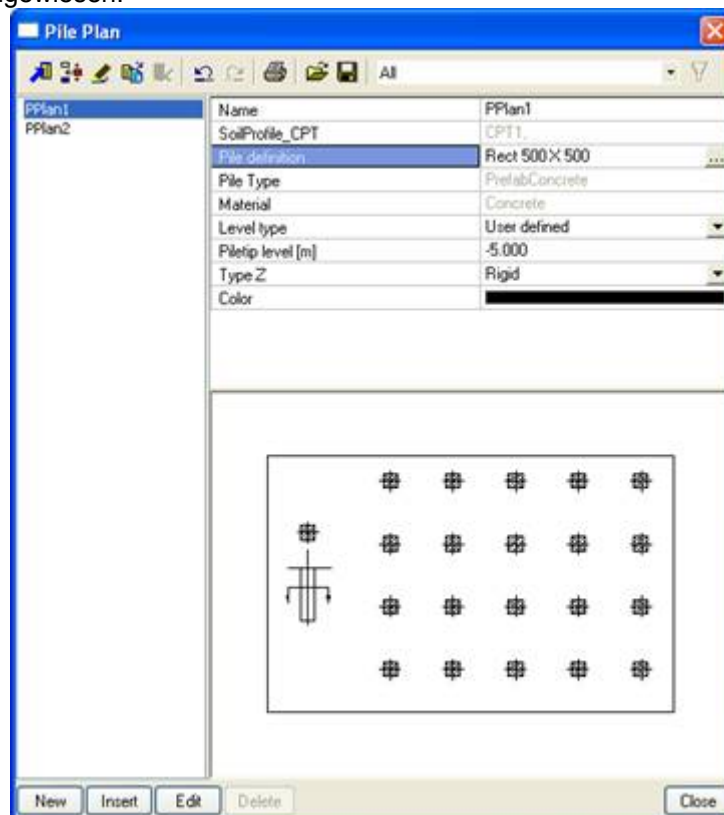 Pile Plan
All
PPlan1
PPlan2
Name PPlan1
SoilProfile_CPT CPT1,
Pile definition Rect 500×500 ...
Pile Type PrefabConcrete
Material Concrete
Level type User defined
Piletip level [m] -5.000
Type Z Rigid
Color
New Insert Edit Delete Close